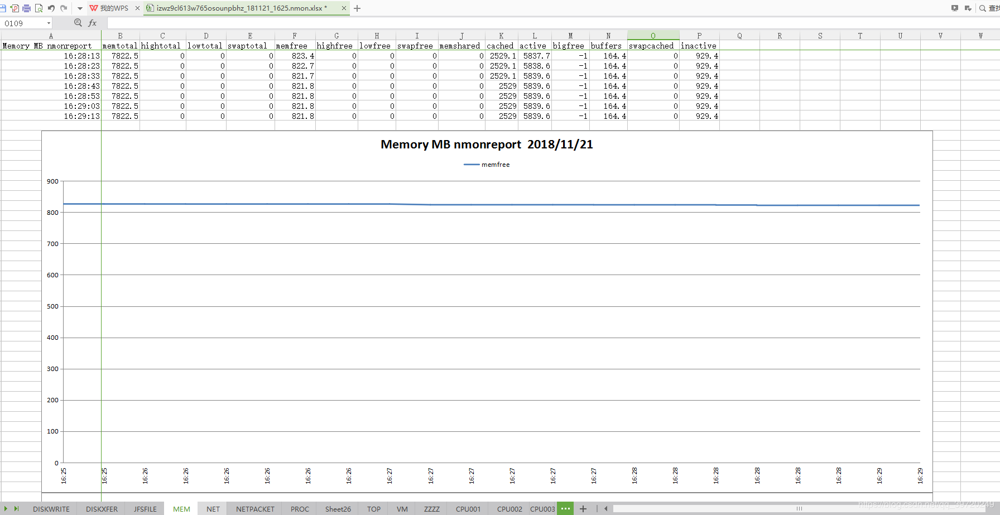 我的WPS
izwz9cl613w765osounpbhz_181121_1625.nmon.xlsx *
O109
fx
A B C D E F G H I J K L M N O P Q R S T U V W
Memory MB nmonreport memtotal hightotal lowtotal swaptotal memfree highfree lowfree swapfree memshared cached active bigfree buffers swapcached inactive
16:28:13 7822.5 0 0 0 823.4 0 0 0 0 2529.1 5837.7 -1 164.4 0 929.4
16:28:23 7822.5 0 0 0 822.7 0 0 0 0 2529.1 5838.6 -1 164.4 0 929.4
16:28:33 7822.5 0 0 0 821.7 0 0 0 0 2529.1 5839.6 -1 164.4 0 929.4
16:28:43 7822.5 0 0 0 821.8 0 0 0 0 2529 5839.6 -1 164.4 0 929.4
16:28:53 7822.5 0 0 0 821.8 0 0 0 0 2529 5839.6 -1 164.4 0 929.4
16:29:03 7822.5 0 0 0 821.8 0 0 0 0 2529 5839.6 -1 164.4 0 929.4
16:29:13 7822.5 0 0 0 821.8 0 0 0 0 2529 5839.6 -1 164.4 0 929.4
Memory MB nmonreport 2018/11/21
memfree
900
800
700
600
500
400
300
200
100
0
16:25 16:25 16:26 16:26 16:26 16:26 16:26 16:26 16:27 16:27 16:27 16:27 16:27 16:27 16:28 16:28 16:28 16:28 16:28 16:28 16:29 16:29
DISKWRITE DISKXFER JFSFILE MEM NET NETPACKET PROC Sheet26 TOP VM ZZZZ CPU001 CPU002 CPU003 ...
https://blog.csdn.net/qq_39720249